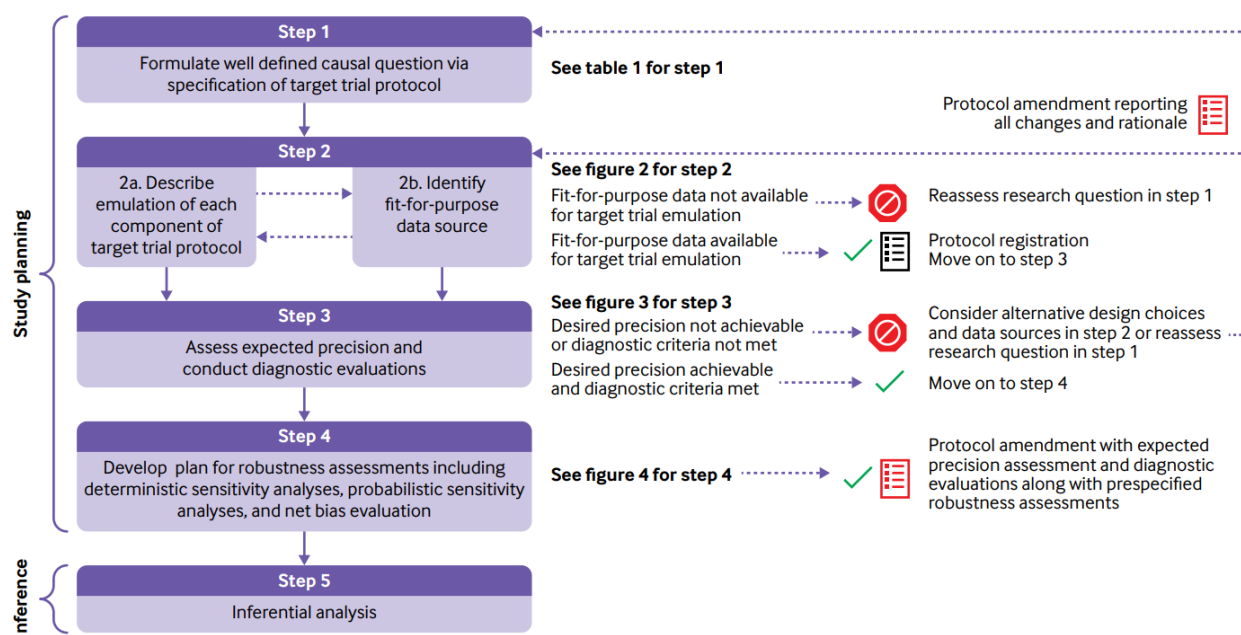 Step 1
Formulate well defined causal question via
specification of target trial protocol
See table 1 for step 1
Protocol amendment reporting
all changes and rationale
Study planning
Step 2
2a. Describe
emulation of each
component of
target trial protocol
2b. Identify
fit-for-purpose
data source
See figure 2 for step 2
Fit-for-purpose data not available
for target trial emulation
Reassess research question in step 1
Fit-for-purpose data available
for target trial emulation
Protocol registration
Move on to step 3
Step 3
Assess expected precision and
conduct diagnostic evaluations
See figure 3 for step 3
Desired precision not achievable
or diagnostic criteria not met
Consider alternative design choices
and data sources in step 2 or reassess
research question in step 1
Desired precision achievable
and diagnostic criteria met
Move on to step 4
Step 4
Develop plan for robustness assessments including
deterministic sensitivity analyses, probabilistic sensitivity
analyses, and net bias evaluation
See figure 4 for step 4
Protocol amendment with expected
precision assessment and diagnostic
evaluations along with prespecified
robustness assessments
nference
Step 5
Inferential analysis